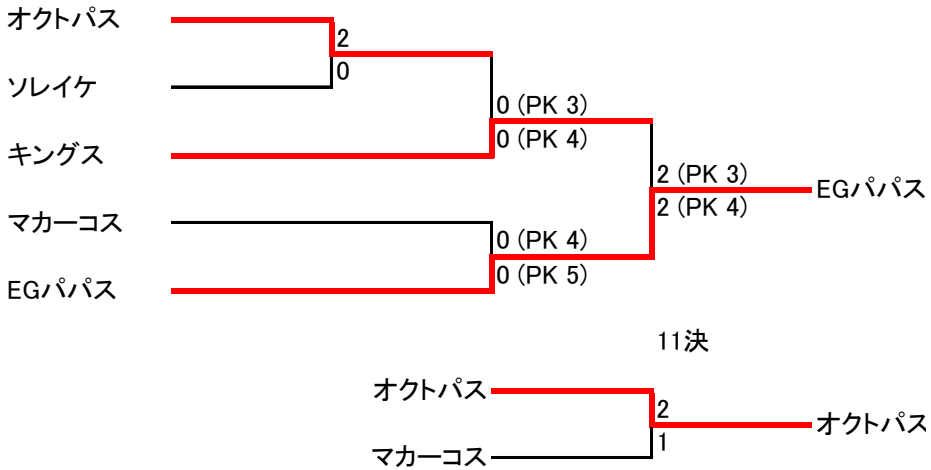 オクトパス
2
0
ソレイケ
0 (PK 3)
0 (PK 4)
キングス
2 (PK 3)
2 (PK 4)
EGパパス
マカーコス
0 (PK 4)
0 (PK 5)
EGパパス
11決
オクトパス
2
1
オクトパス
マカーコス